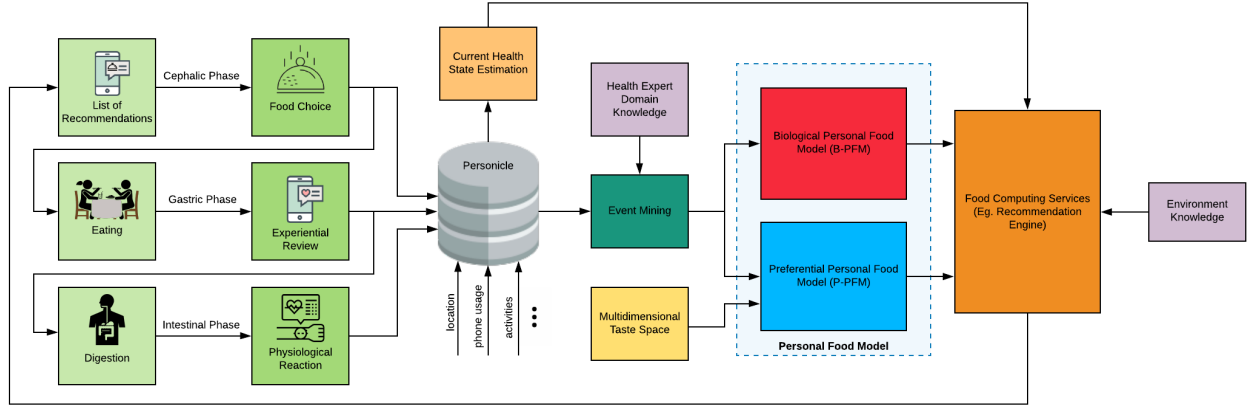 List of
Recommendations
Cephalic Phase
Food Choice
Eating
Gastric Phase
Experiential
Review
Digestion
Intestinal Phase
Physiological
Reaction
Current Health
State Estimation
Personicle
location
phone usage
activities
Health Expert
Domain
Knowledge
Event Mining
Multidimensional
Taste Space
Biological Personal Food
Model (B-PFM)
Preferential Personal Food
Model (P-PFM)
Personal Food Model
Food Computing Services
(Eg. Recommendation
Engine)
Environment
Knowledge